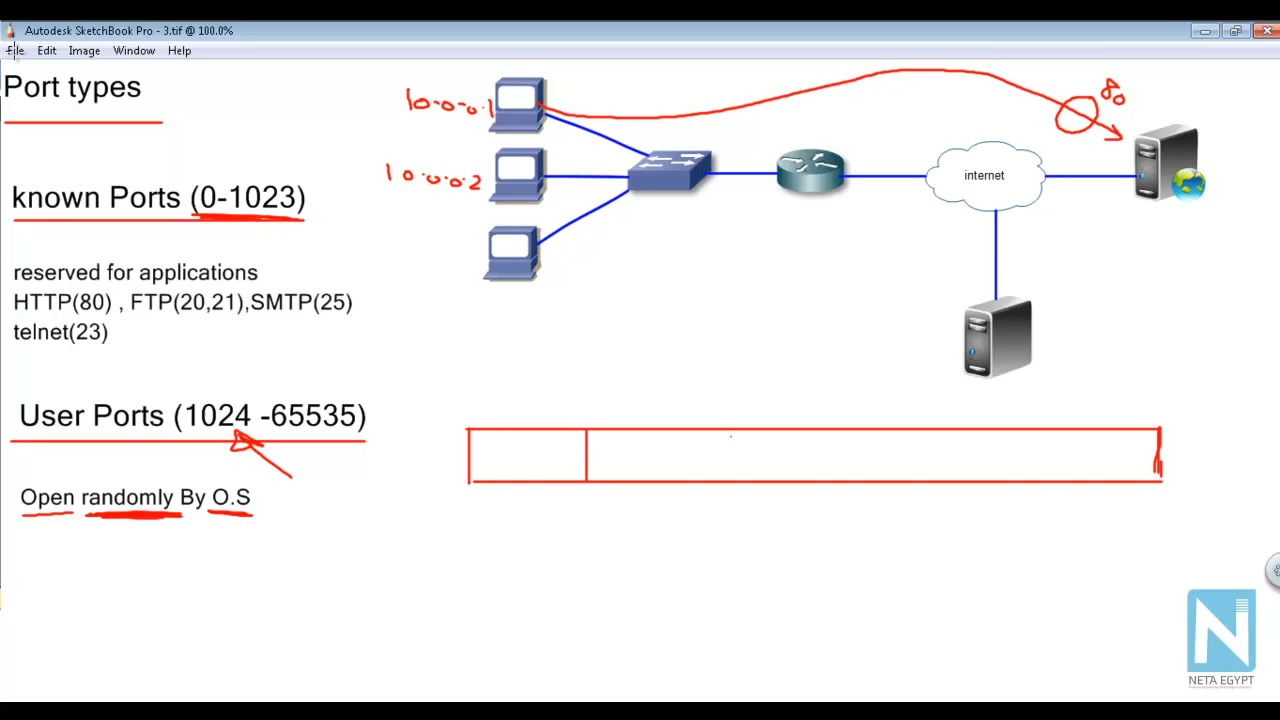 Autodesk SketchBook Pro - 3.tif @ 100.0%
File Edit Image Window Help
Port types
known Ports (0-1023)
reserved for applications
HTTP(80) , FTP(20,21),SMTP(25)
telnet(23)
User Ports (1024 -65535)
Open randomly By O.S
10.0.0.1
10.0.0.2
80
internet
NETA EGYPT